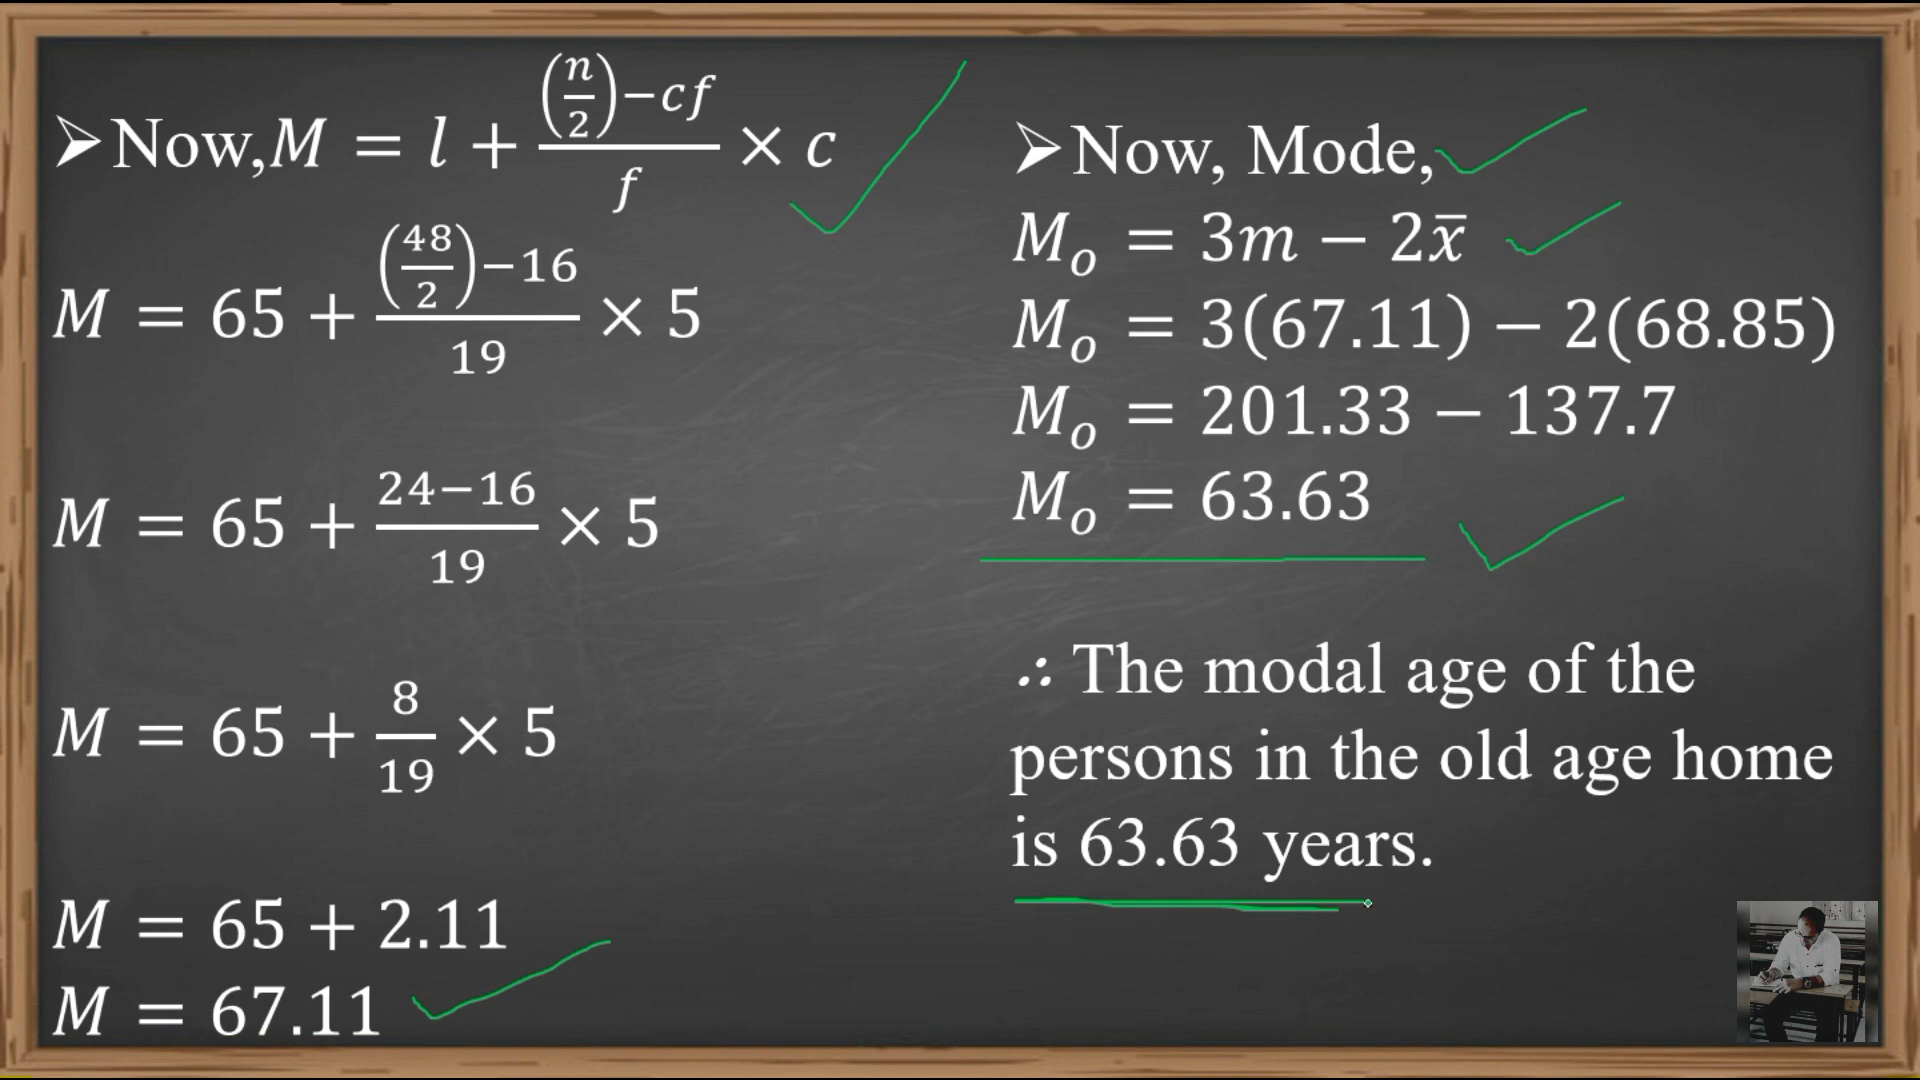 ➢Now,M = l + ((n/2)−cf)/f × c
M = 65 + ((48/2)−16)/19 × 5
M = 65 + (24−16)/19 × 5
M = 65 + 8/19 × 5
M = 65 + 2.11
M = 67.11
➢Now, Mode,
Mₒ = 3m − 2x̄
Mₒ = 3(67.11) − 2(68.85)
Mₒ = 201.33 − 137.7
Mₒ = 63.63
∴ The modal age of the
persons in the old age home
is 63.63 years.